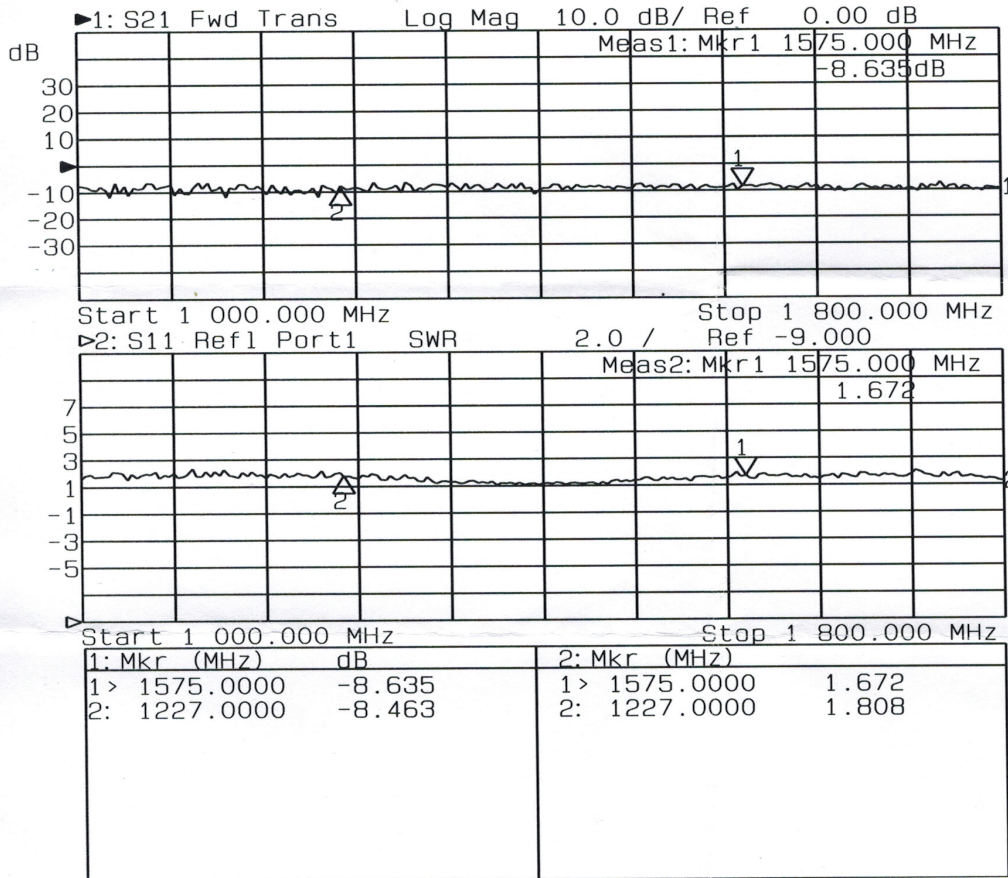 ►1: S21 Fwd Trans Log Mag 10.0 dB/ Ref 0.00 dB
dB
Meas1: Mkr1 1575.000 MHz
-8.635dB
30
20
10
1
-10
1
2
-20
-30
Start 1 000.000 MHz Stop 1 800.000 MHz
▷2: S11 Refl Port1 SWR 2.0 / Ref -9.000
Meas2: Mkr1 1575.000 MHz
1.672
7
5
1
3
1
2
-1
-3
-5
Start 1 000.000 MHz Stop 1 800.000 MHz
1: Mkr (MHz) dB
1> 1575.0000 -8.635
2: 1227.0000 -8.463
2: Mkr (MHz)
1> 1575.0000 1.672
2: 1227.0000 1.808